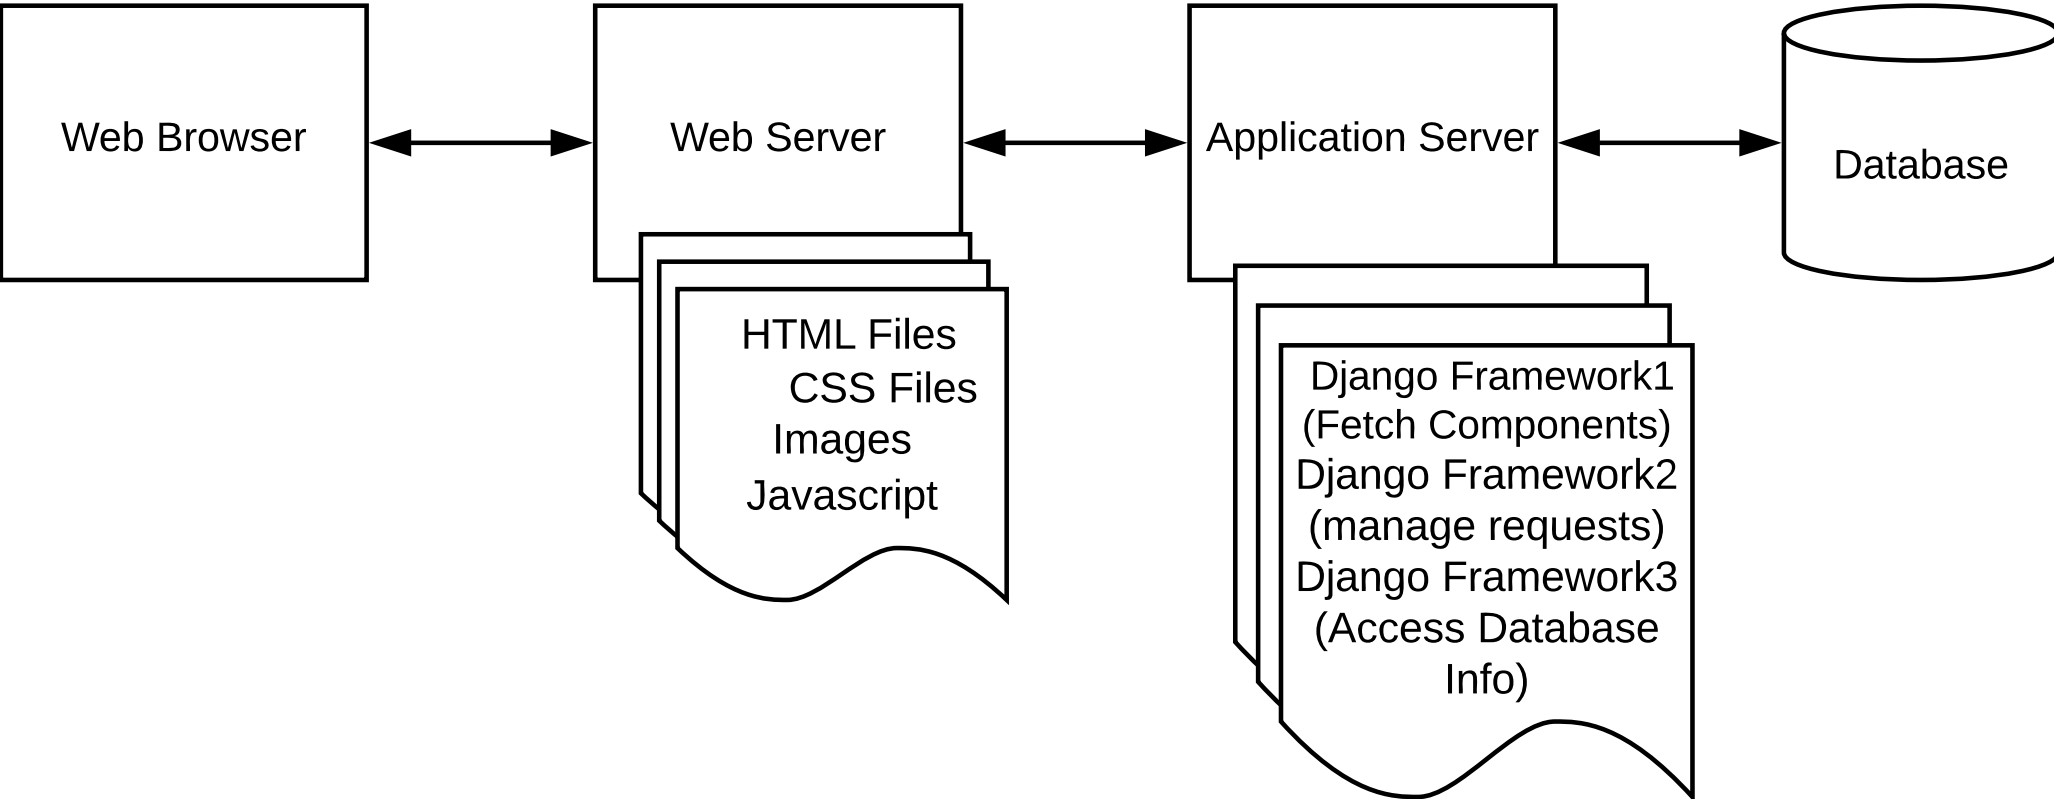 Web Browser
Web Server
Application Server
Database
HTML Files
CSS Files
Images
Javascript
Django Framework1
(Fetch Components)
Django Framework2
(manage requests)
Django Framework3
(Access Database
Info)